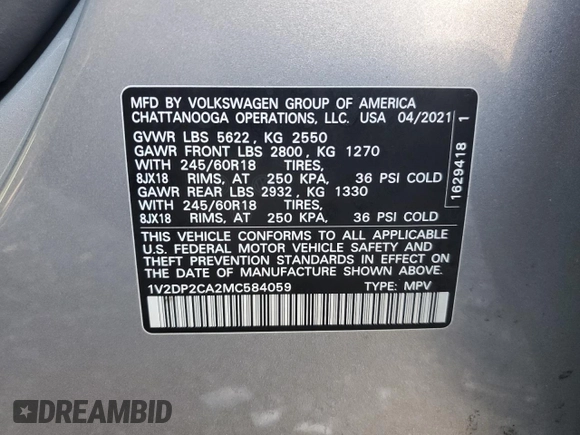 MFD BY VOLKSWAGEN GROUP OF AMERICA
CHATTANOOGA OPERATIONS, LLC. USA 04/2021
GVWR LBS 5622, KG 2550
GAWR FRONT LBS 2800, KG 1270
WITH 245/60R18 TIRES,
8JX18 RIMS, AT 250 KPA, 36 PSI COLD
GAWR REAR LBS 2932, KG 1330
WITH 245/60R18 TIRES,
8JX18 RIMS, AT 250 KPA, 36 PSI COLD
THIS VEHICLE CONFORMS TO ALL APPLICABLE
U.S. FEDERAL MOTOR VEHICLE SAFETY AND
THEFT PREVENTION STANDARDS IN EFFECT ON
THE DATE OF MANUFACTURE SHOWN ABOVE.
1V2DP2CA2MC584059 TYPE: MPV
1629418 1
DREAMBID